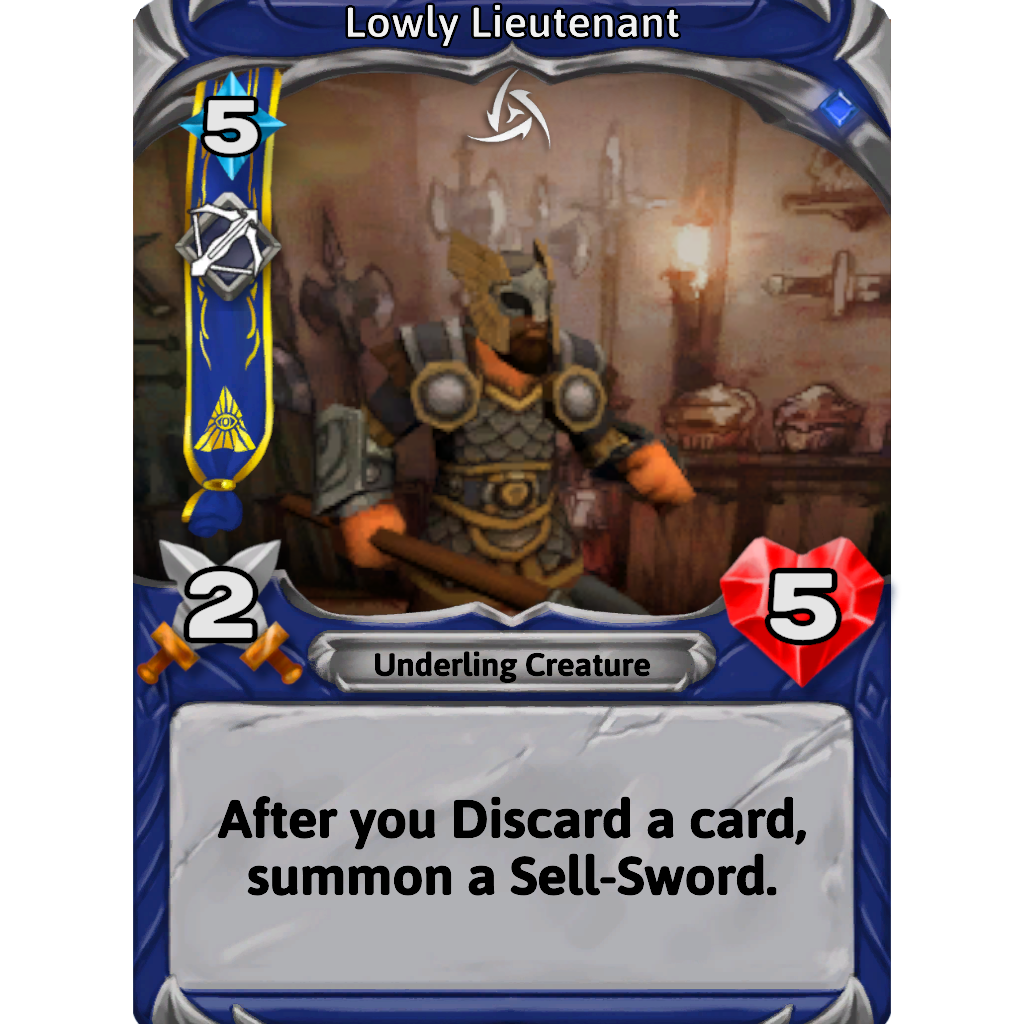 Lowly Lieutenant
5
2
5
Underling Creature
After you Discard a card,
summon a Sell-Sword.